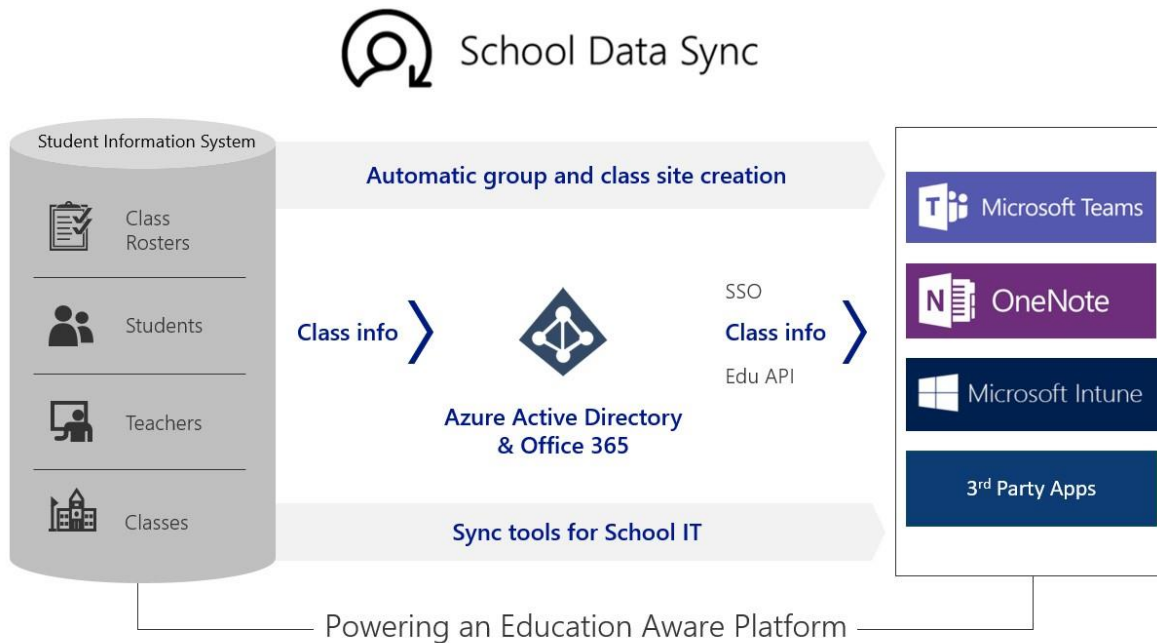 School Data Sync
Student Information System
Class
Rosters
Students
Teachers
Classes
Automatic group and class site creation
Class info
Azure Active Directory
& Office 365
SSO
Class info
Edu API
Sync tools for School IT
T Microsoft Teams
N OneNote
Microsoft Intune
3rd Party Apps
Powering an Education Aware Platform